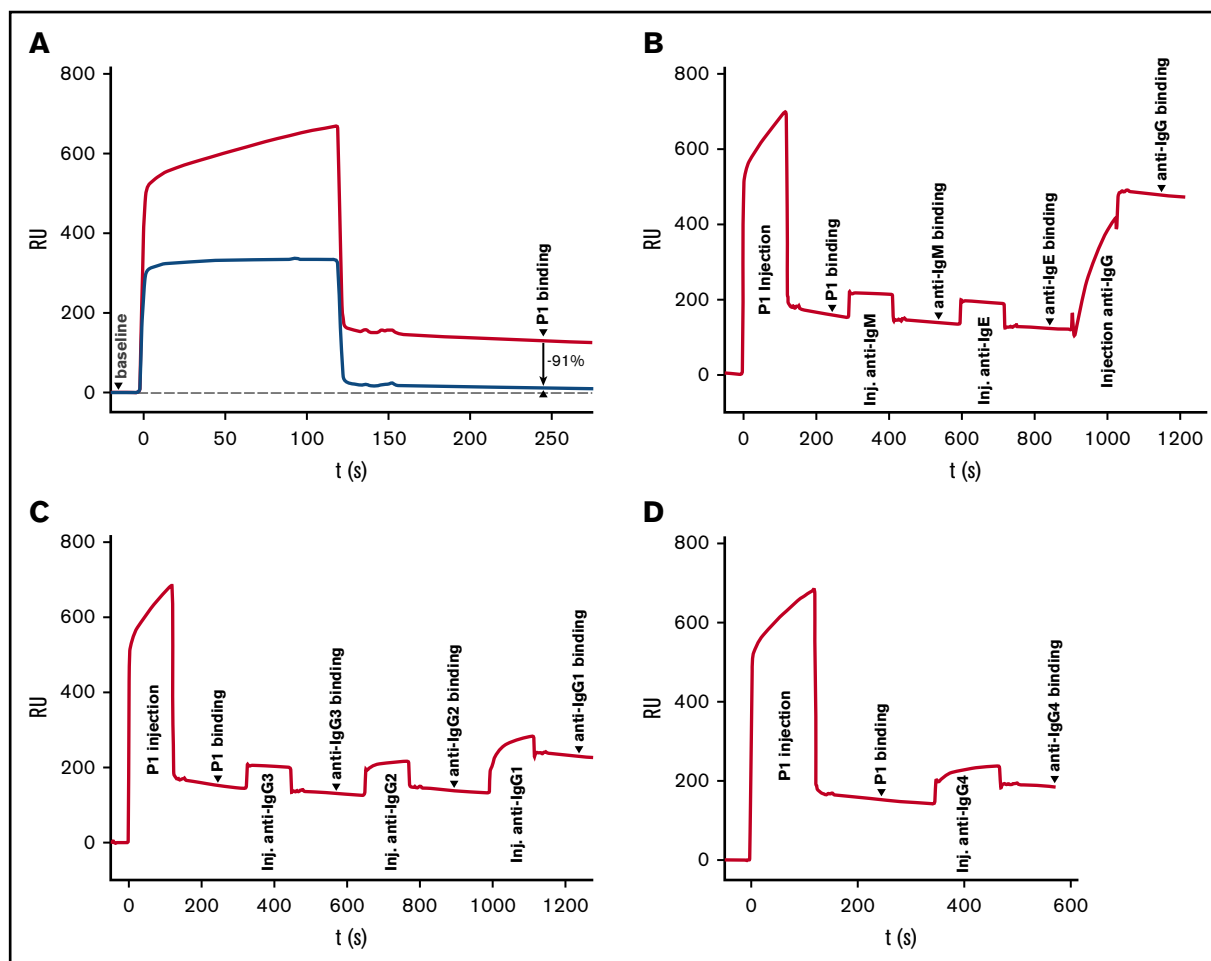 A
800
600
400
200
0
RU
baseline
P1 binding
-91%
0
50
100
150
200
250
t (s)
B
800
600
400
200
0
RU
P1 Injection
P1 binding
Inj. anti-IgM
anti-IgM binding
Inj. anti-IgE
anti-IgE binding
Injection anti-IgG
anti-IgG binding
0
200
400
600
800
1000
1200
t (s)
C
800
600
400
200
0
RU
P1 injection
P1 binding
Inj. anti-IgG3
anti-IgG3 binding
Inj. anti-IgG2
anti-IgG2 binding
Inj. anti-IgG1
anti-IgG1 binding
0
200
400
600
800
1000
1200
t (s)
D
800
600
400
200
0
RU
P1 injection
P1 binding
Inj. anti-IgG4
anti-IgG4 binding
0
200
400
600
t (s)